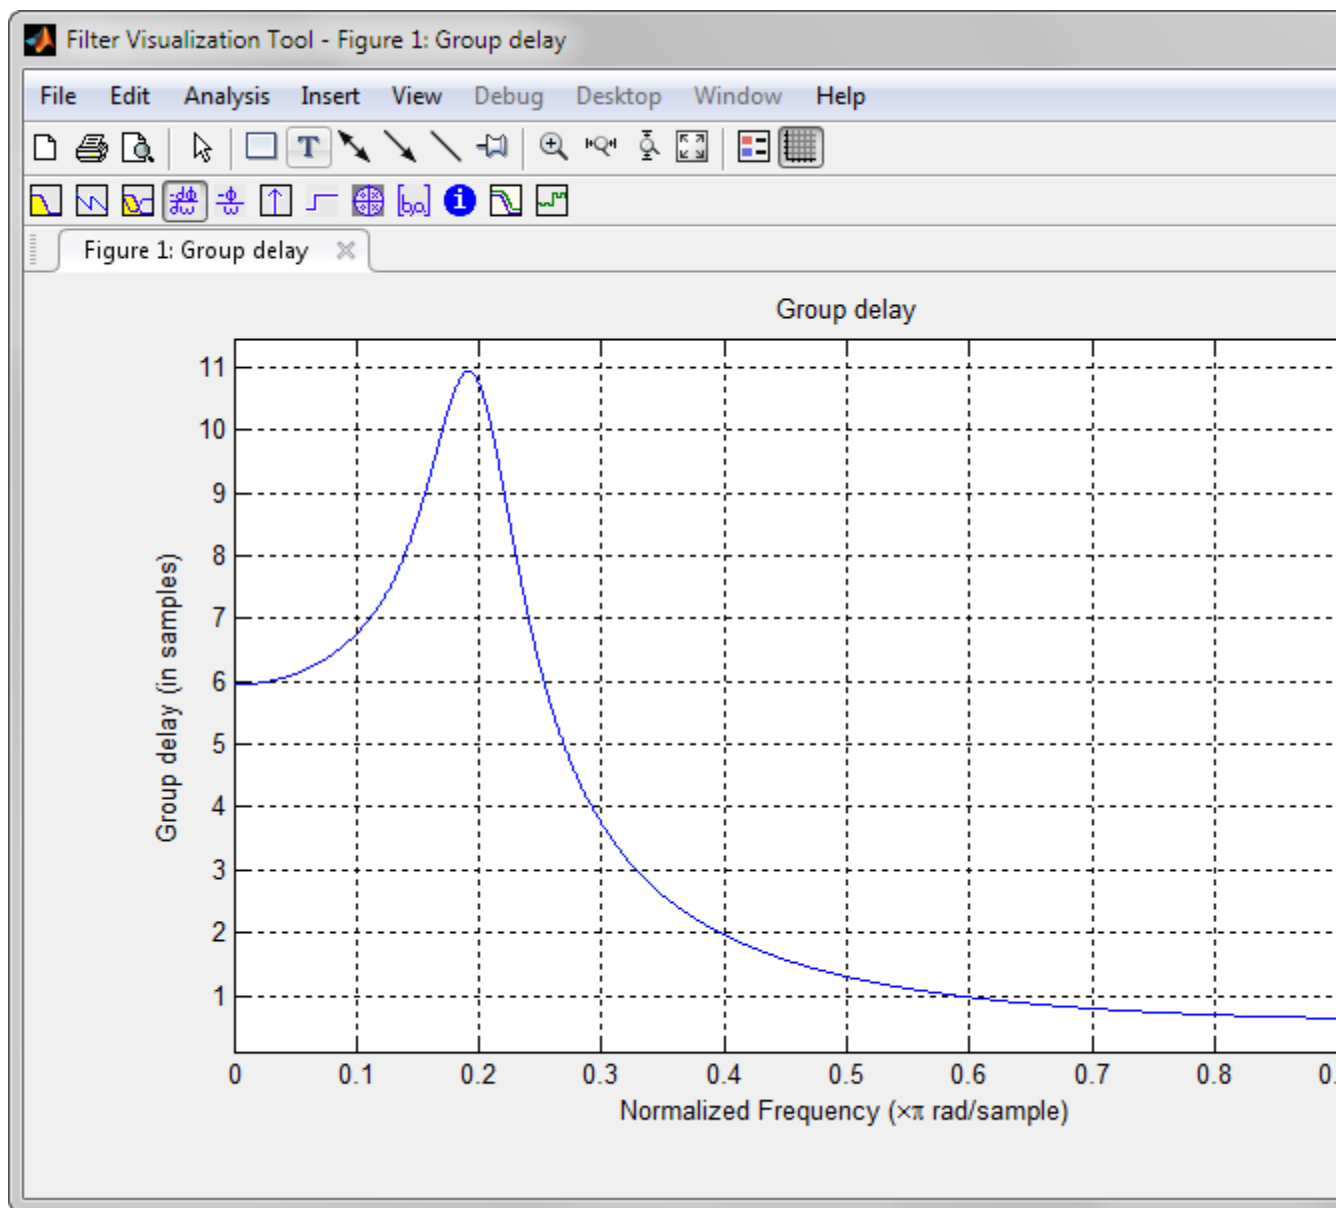 Filter Visualization Tool - Figure 1: Group delay
File Edit Analysis Insert View Debug Desktop Window Help
T
-dϕ
dω
-ϕ
ω
[b,a]
i
Figure 1: Group delay
Group delay
11
10
9
8
7
6
5
4
3
2
1
Group delay (in samples)
0 0.1 0.2 0.3 0.4 0.5 0.6 0.7 0.8
Normalized Frequency (×π rad/sample)